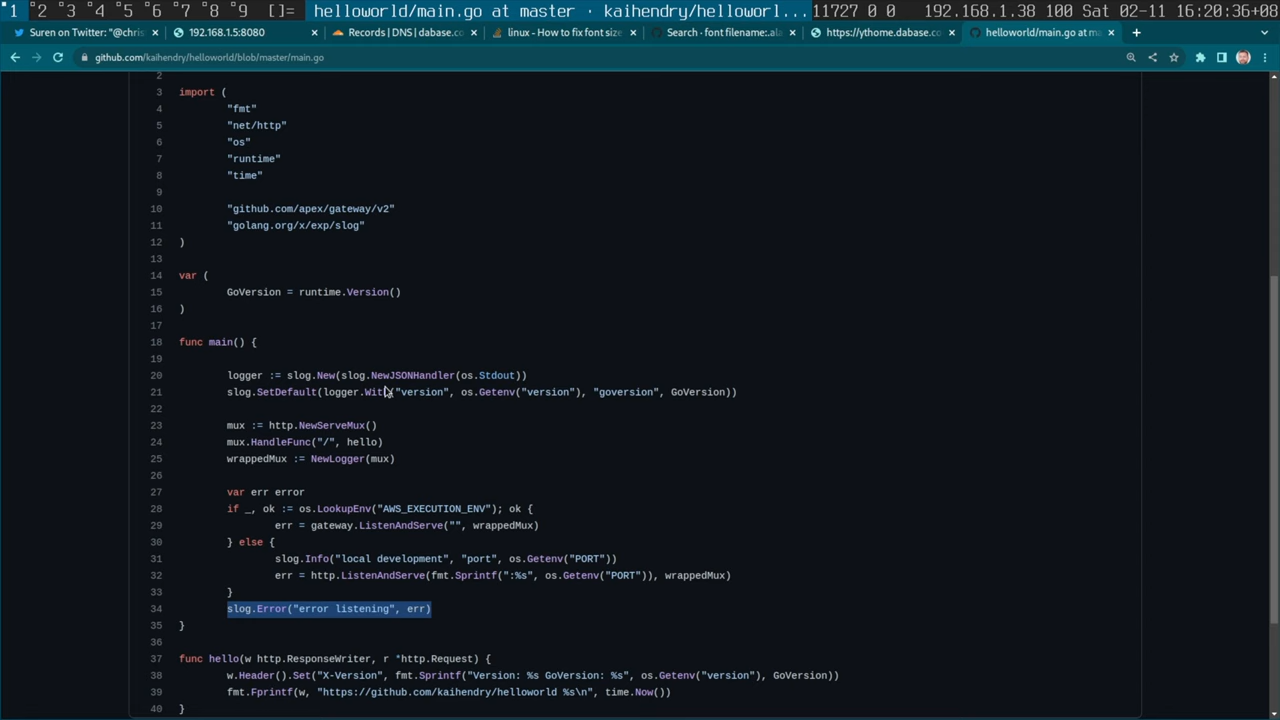 1 2 3 4 5 6 7 8 9 []= helloworld/main.go at master · kaihendry/helloworl... 11727 0 0 192.168.1.38 100 Sat 02-11 16:20:36+08
Suren on Twitter: "@chris × 192.168.1.5:8080 × Records | DNS | dabase.co × linux - How to fix font size × Search · font filename:.ala × https://ythome.dabase.co × helloworld/main.go at ma × +
github.com/kaihendry/helloworld/blob/master/main.go
2
3 import (
4 "fmt"
5 "net/http"
6 "os"
7 "runtime"
8 "time"
9
10 "github.com/apex/gateway/v2"
11 "golang.org/x/exp/slog"
12 )
13
14 var (
15 GoVersion = runtime.Version()
16 )
17
18 func main() {
19
20 logger := slog.New(slog.NewJSONHandler(os.Stdout))
21 slog.SetDefault(logger.With("version", os.Getenv("version"), "goversion", GoVersion))
22
23 mux := http.NewServeMux()
24 mux.HandleFunc("/", hello)
25 wrappedMux := NewLogger(mux)
26
27 var err error
28 if _, ok := os.LookupEnv("AWS_EXECUTION_ENV"); ok {
29 err = gateway.ListenAndServe("", wrappedMux)
30 } else {
31 slog.Info("local development", "port", os.Getenv("PORT"))
32 err = http.ListenAndServe(fmt.Sprintf(":%s", os.Getenv("PORT")), wrappedMux)
33 }
34 slog.Error("error listening", err)
35 }
36
37 func hello(w http.ResponseWriter, r *http.Request) {
38 w.Header().Set("X-Version", fmt.Sprintf("Version: %s GoVersion: %s", os.Getenv("version"), GoVersion))
39 fmt.Fprintf(w, "https://github.com/kaihendry/helloworld %s\n", time.Now())
40 }